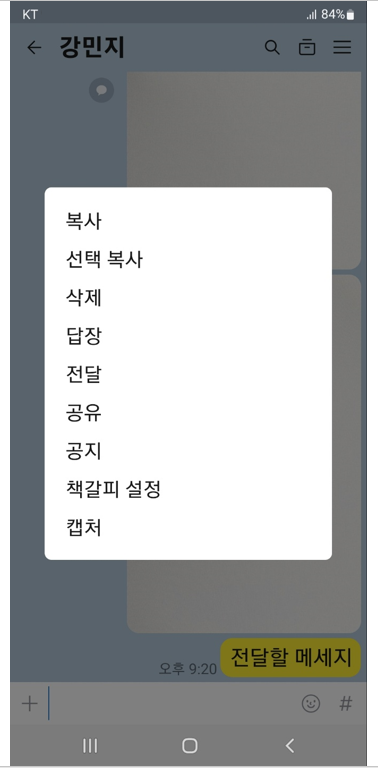 KT 84%
강민지
복사
선택 복사
삭제
답장
전달
공유
공지
책갈피 설정
캡처
오후 9:20 전달할 메세지
#